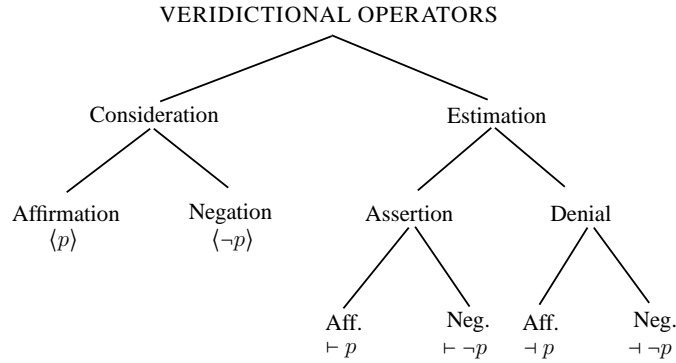 VERIDICTIONAL OPERATORS
Consideration Estimation
Affirmation Negation Assertion Denial
⟨p⟩ ⟨¬p⟩
Aff. Neg. Aff. Neg.
⊢ p ⊢ ¬p ⊣ p ⊣ ¬p